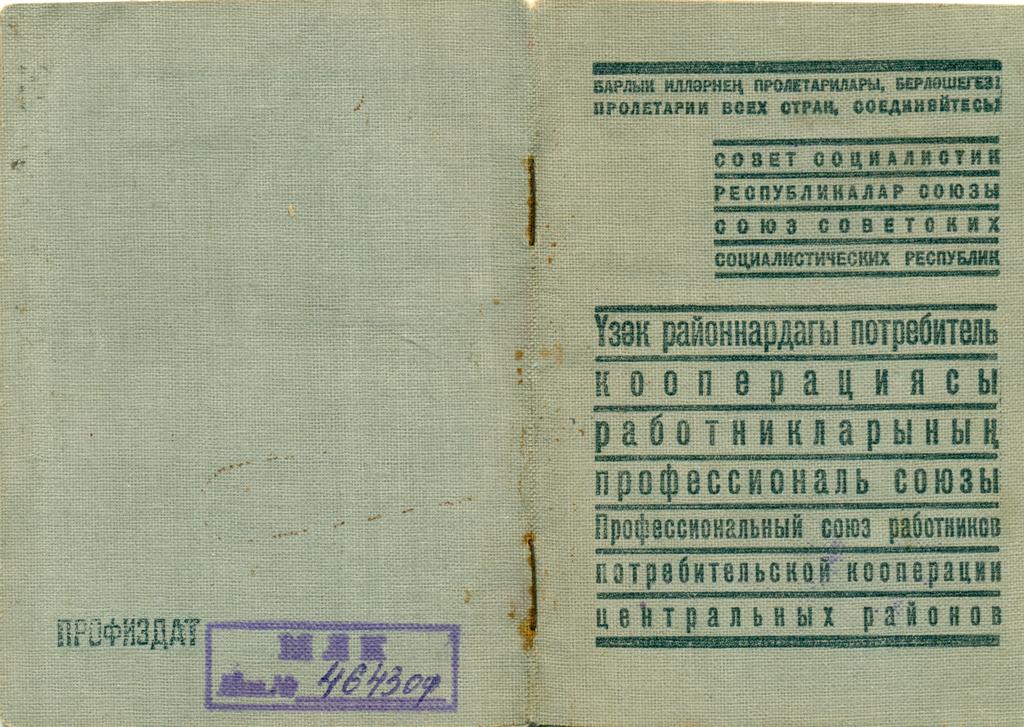 ПРОФИЗДАТ
МЛК
464309
БАРЛЫК ИЛЛӘРНЕҢ ПРОЛЕТАРИЛАРЫ, БЕРЛӘШЕГЕЗ!
ПРОЛЕТАРИИ ВСЕХ СТРАН, СОЕДИНЯЙТЕСЬ!
СОВЕТ СОЦИАЛИСТИК
РЕСПУБЛИКАЛАР СОЮЗЫ
СОЮЗ СОВЕТСКИХ
СОЦИАЛИСТИЧЕСКИХ РЕСПУБЛИК
Үзәк районнардагы потребитель
кооперациясы
работникларының
профессиональ союзы
Профессиональный союз работников
потребительской кооперации
центральных районов